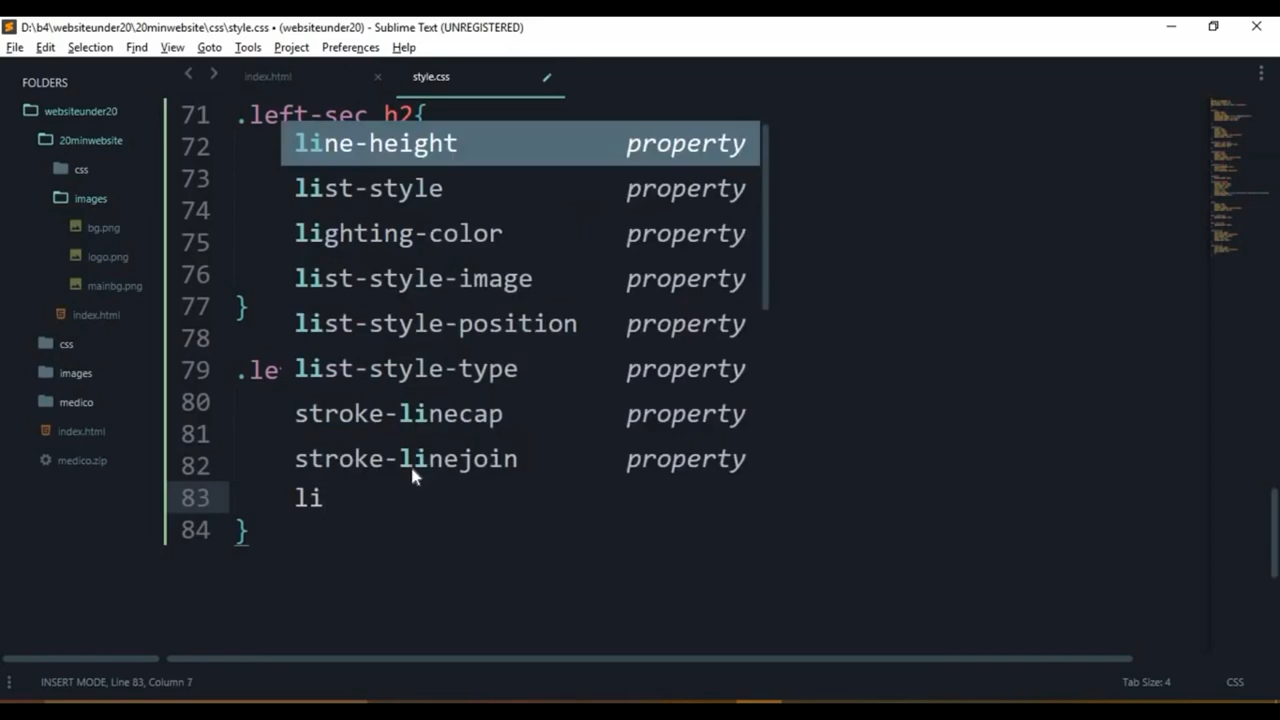 D:\b4\websiteunder20\20minwebsite\css\style.css • (websiteunder20) - Sublime Text (UNREGISTERED)
File Edit Selection Find View Goto Tools Project Preferences Help
FOLDERS
websiteunder20
20minwebsite
css
images
bg.png
logo.png
mainbg.png
index.html
css
images
medico
index.html
medico.zip
index.html style.css
71 .left-sec h2{
72 line-height property
73 list-style property
74
75 lighting-color property
76 list-style-image property
77 }
78 list-style-position property
79 .le list-style-type property
80 stroke-linecap property
81
82 stroke-linejoin property
83 li
84 }
INSERT MODE, Line 83, Column 7 Tab Size: 4 CSS